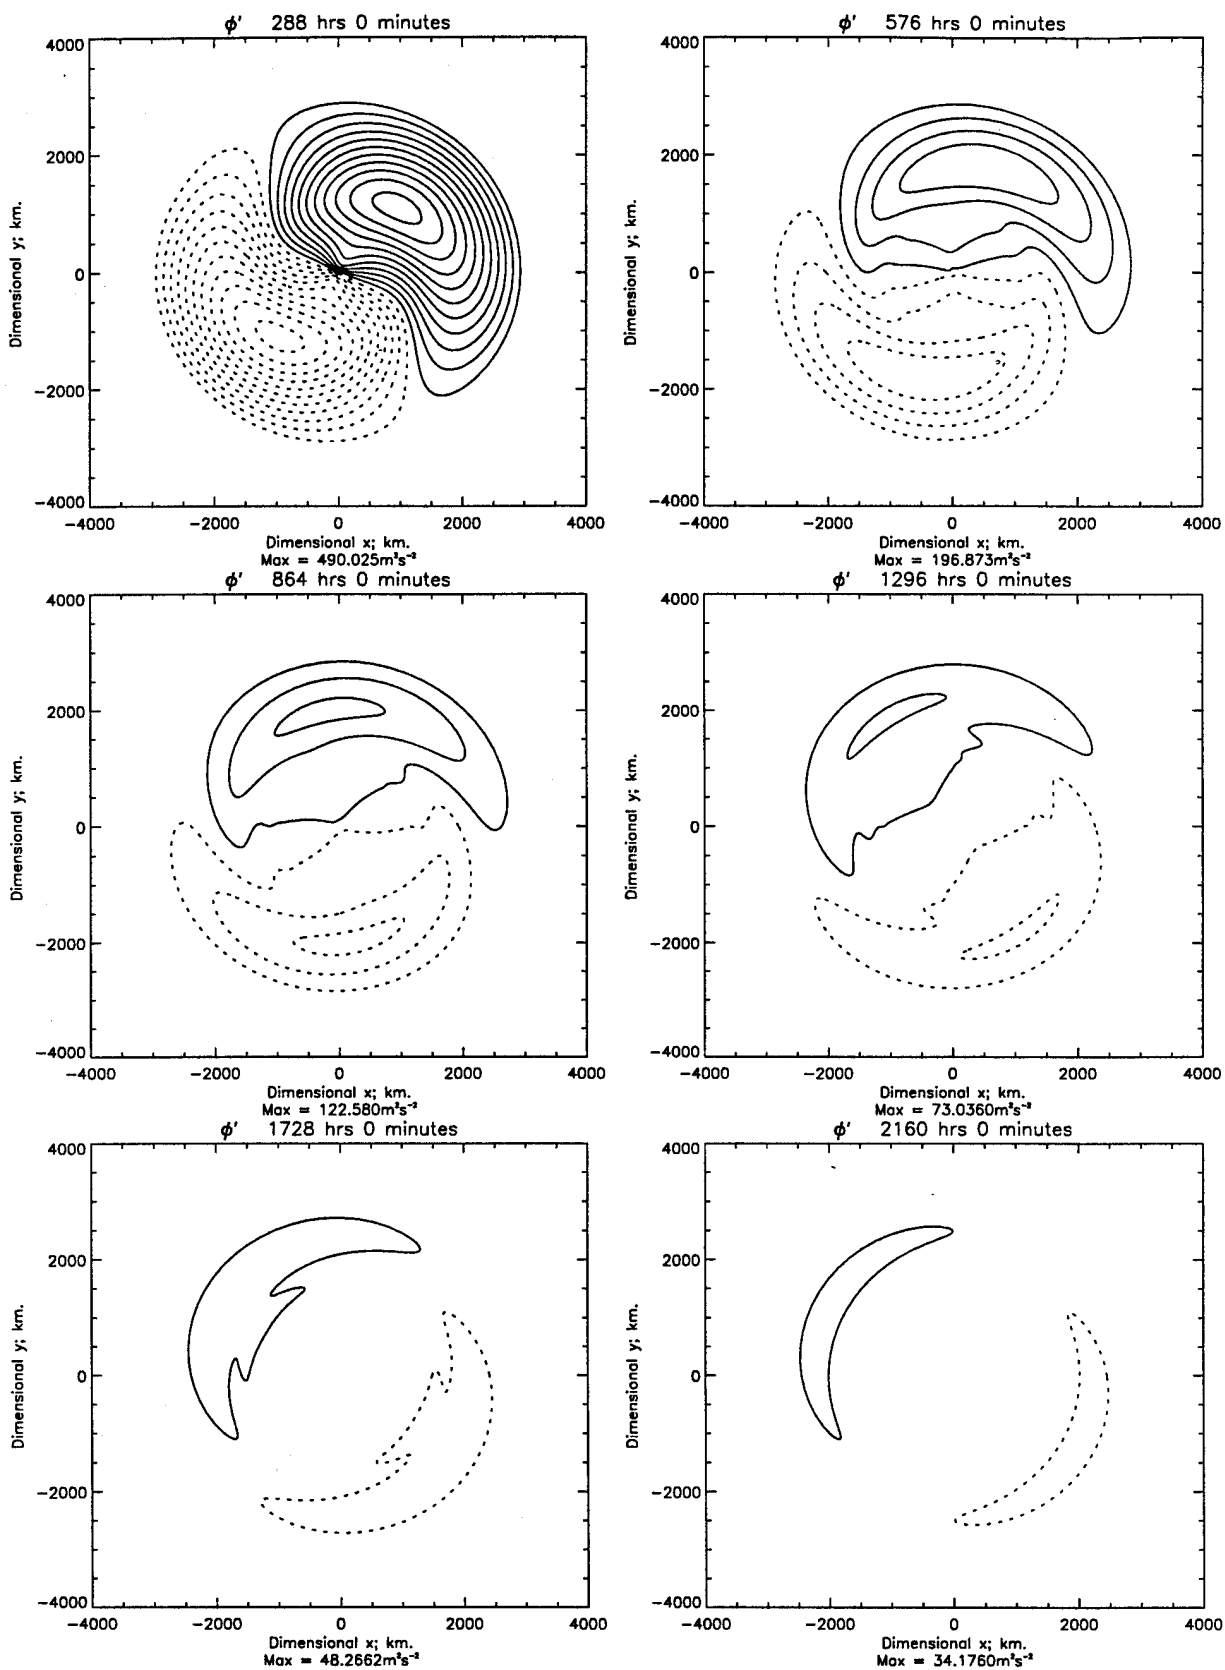 ϕ' 288 hrs 0 minutes
4000
2000
0
−2000
−4000
Dimensional y; km.
−4000 −2000 0 2000 4000
Dimensional x; km.
Max = 490.025m²s⁻²
ϕ' 576 hrs 0 minutes
4000
2000
0
−2000
−4000
Dimensional y; km.
−4000 −2000 0 2000 4000
Dimensional x; km.
Max = 196.873m²s⁻²
ϕ' 864 hrs 0 minutes
4000
2000
0
−2000
−4000
Dimensional y; km.
−4000 −2000 0 2000 4000
Dimensional x; km.
Max = 122.580m²s⁻²
ϕ' 1296 hrs 0 minutes
4000
2000
0
−2000
−4000
Dimensional y; km.
−4000 −2000 0 2000 4000
Dimensional x; km.
Max = 73.0360m²s⁻²
ϕ' 1728 hrs 0 minutes
4000
2000
0
−2000
−4000
Dimensional y; km.
−4000 −2000 0 2000 4000
Dimensional x; km.
Max = 48.2662m²s⁻²
ϕ' 2160 hrs 0 minutes
4000
2000
0
−2000
−4000
Dimensional y; km.
−4000 −2000 0 2000 4000
Dimensional x; km.
Max = 34.1760m²s⁻²